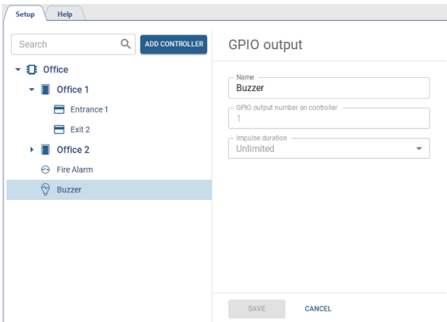 Setup
Help
Search
ADD CONTROLLER
Office
Office 1
Entrance 1
Exit 2
Office 2
Fire Alarm
Buzzer
GPIO output
Name
Buzzer
GPIO output number on controller
1
Impulse duration
Unlimited
SAVE
CANCEL